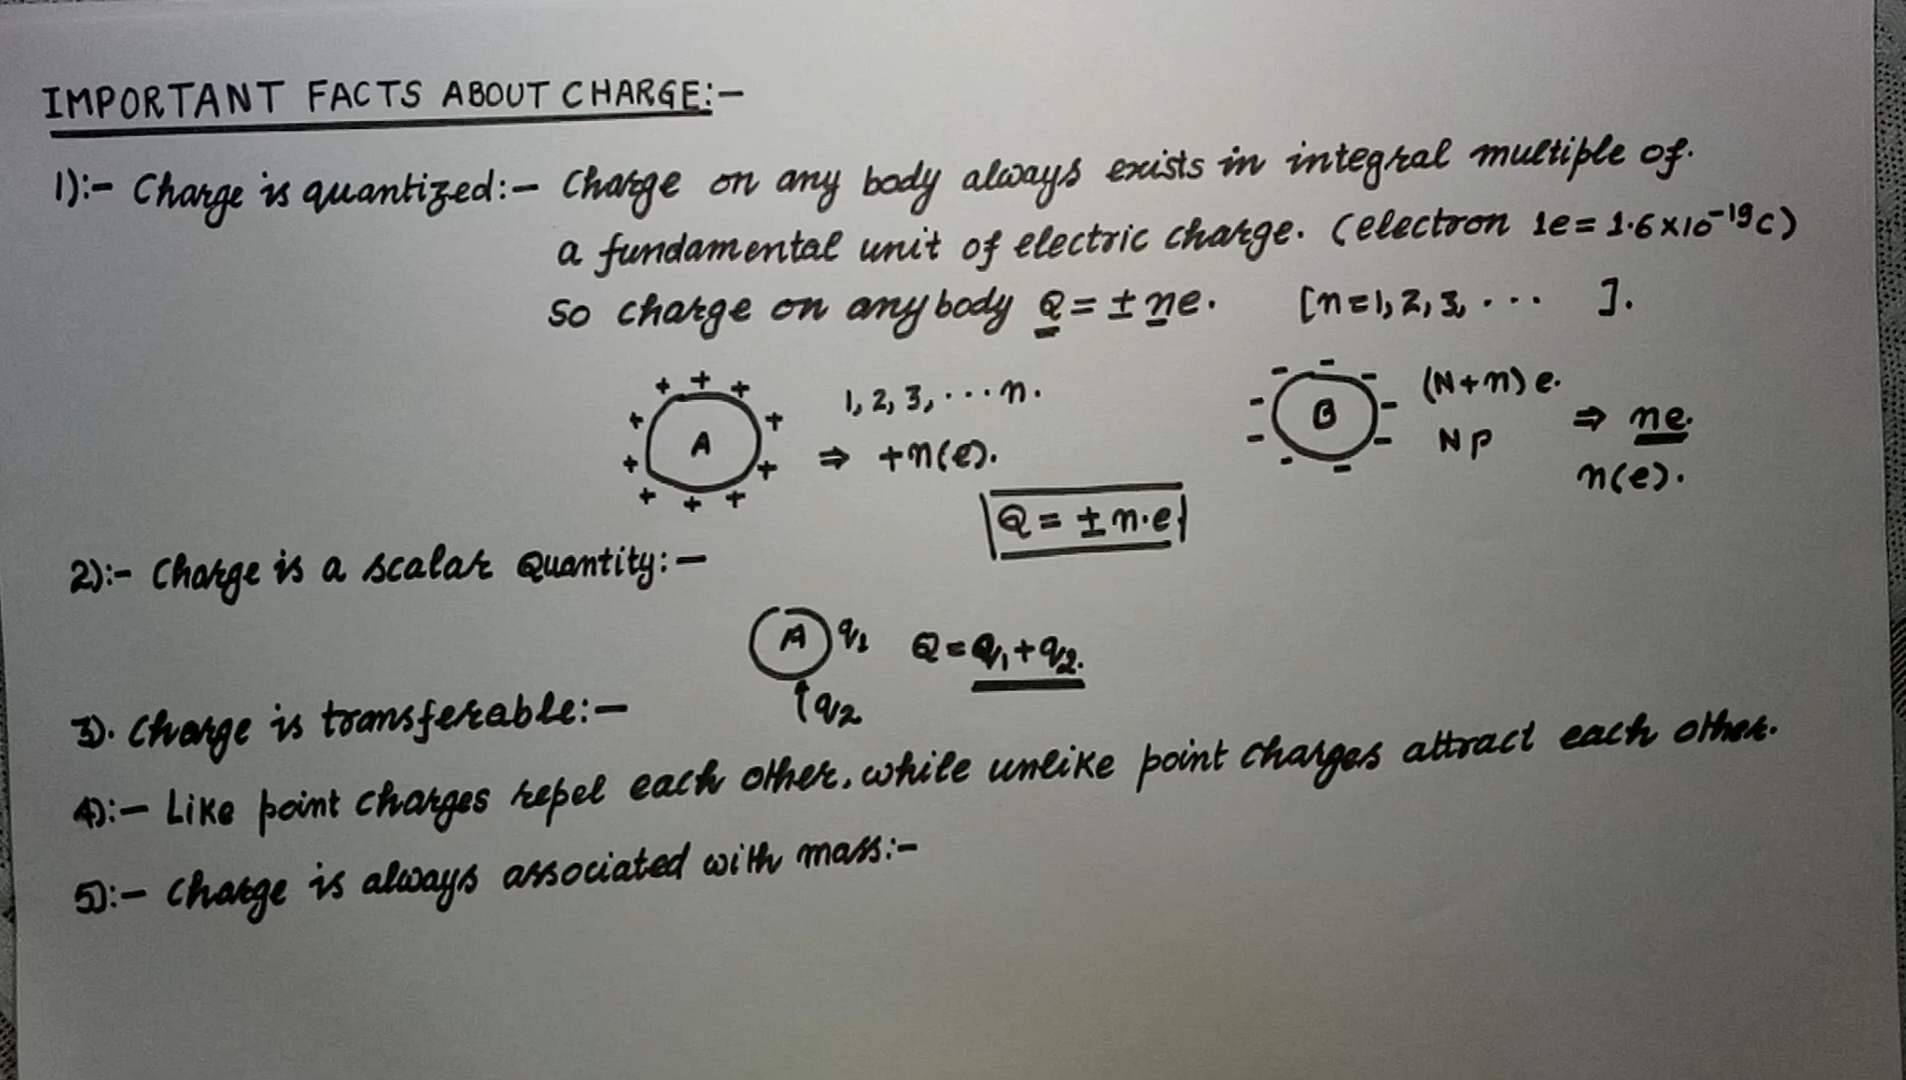 IMPORTANT FACTS ABOUT CHARGE:-
1):- Charge is quantized:- Charge on any body always exists in integral multiple of.
a fundamental unit of electric charge. (electron 1e = 1.6×10⁻¹⁹C)
so charge on any body Q = ± ne. [n=1, 2, 3, . . . ].
+ + + + + + + + + + + A 1, 2, 3, . . . n. - - - - - - - - - B (N+n) e.
⇒ +n(e). N p ⇒ ne.
n(e).
Q = ± n·e
2):- Charge is a scalar Quantity:-
A q₁ Q = q₁ + q₂.
↑ q₂
3). Charge is transferable:-
4):- Like point charges repel each other, while unlike point charges attract each other.
5):- Charge is always associated with mass:-